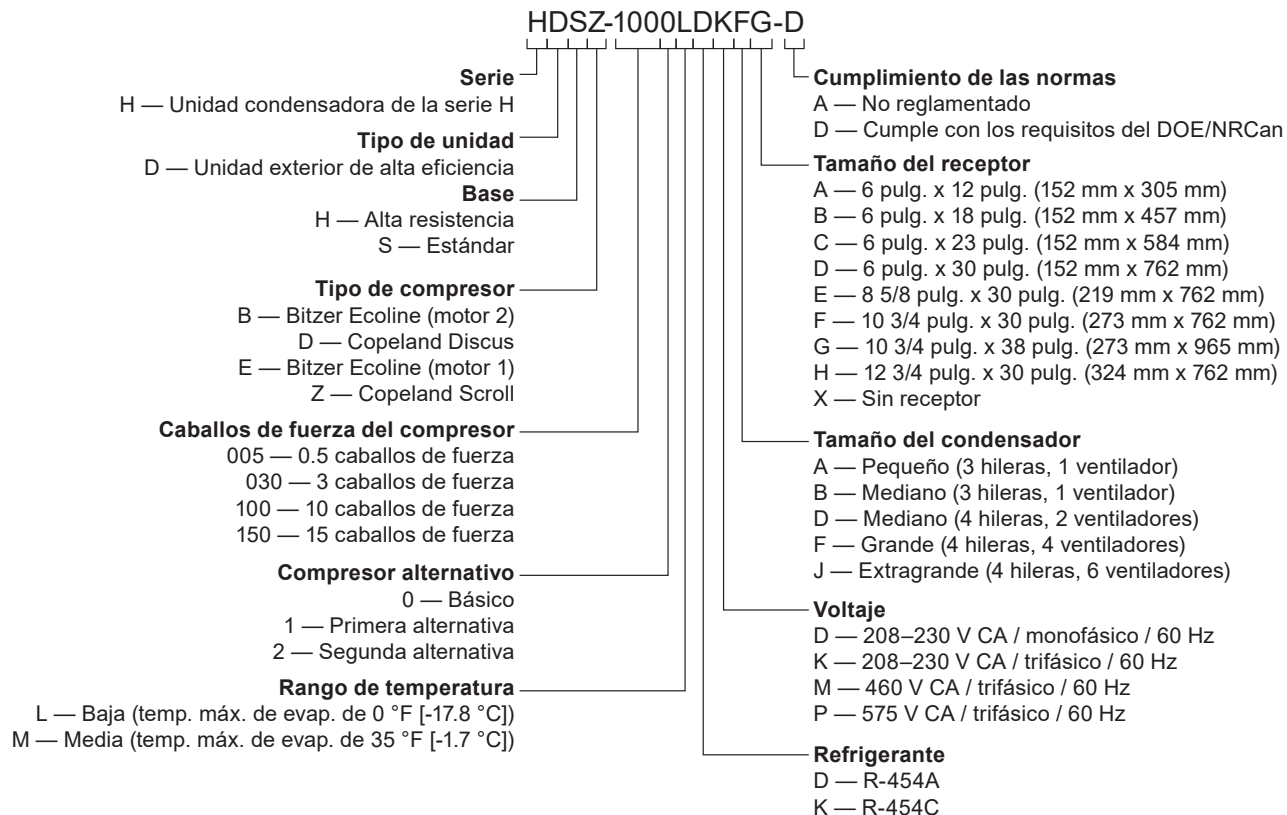 HDSZ-1000LDKFG-D
Serie
H — Unidad condensadora de la serie H
Tipo de unidad
D — Unidad exterior de alta eficiencia
Base
H — Alta resistencia
S — Estándar
Tipo de compresor
B — Bitzer Ecoline (motor 2)
D — Copeland Discus
E — Bitzer Ecoline (motor 1)
Z — Copeland Scroll
Caballos de fuerza del compresor
005 — 0.5 caballos de fuerza
030 — 3 caballos de fuerza
100 — 10 caballos de fuerza
150 — 15 caballos de fuerza
Compresor alternativo
0 — Básico
1 — Primera alternativa
2 — Segunda alternativa
Rango de temperatura
L — Baja (temp. máx. de evap. de 0 °F [-17.8 °C])
M — Media (temp. máx. de evap. de 35 °F [-1.7 °C])
Cumplimiento de las normas
A — No reglamentado
D — Cumple con los requisitos del DOE/NRCan
Tamaño del receptor
A — 6 pulg. x 12 pulg. (152 mm x 305 mm)
B — 6 pulg. x 18 pulg. (152 mm x 457 mm)
C — 6 pulg. x 23 pulg. (152 mm x 584 mm)
D — 6 pulg. x 30 pulg. (152 mm x 762 mm)
E — 8 5/8 pulg. x 30 pulg. (219 mm x 762 mm)
F — 10 3/4 pulg. x 30 pulg. (273 mm x 762 mm)
G — 10 3/4 pulg. x 38 pulg. (273 mm x 965 mm)
H — 12 3/4 pulg. x 30 pulg. (324 mm x 762 mm)
X — Sin receptor
Tamaño del condensador
A — Pequeño (3 hileras, 1 ventilador)
B — Mediano (3 hileras, 1 ventilador)
D — Mediano (4 hileras, 2 ventiladores)
F — Grande (4 hileras, 4 ventiladores)
J — Extragrande (4 hileras, 6 ventiladores)
Voltaje
D — 208–230 V CA / monofásico / 60 Hz
K — 208–230 V CA / trifásico / 60 Hz
M — 460 V CA / trifásico / 60 Hz
P — 575 V CA / trifásico / 60 Hz
Refrigerante
D — R-454A
K — R-454C